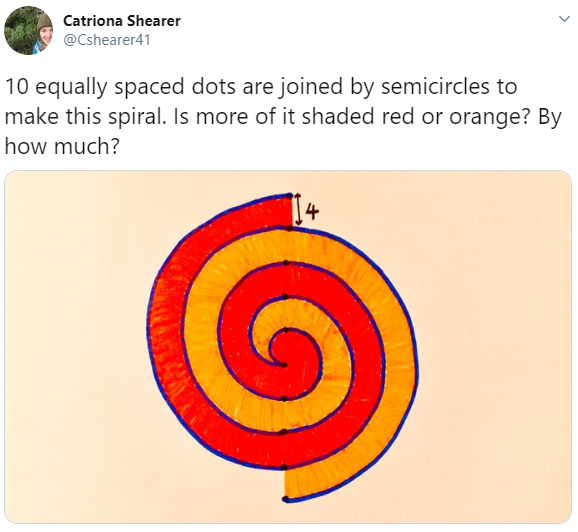 Catriona Shearer
@Cshearer41
10 equally spaced dots are joined by semicircles to
make this spiral. Is more of it shaded red or orange? By
how much?
4